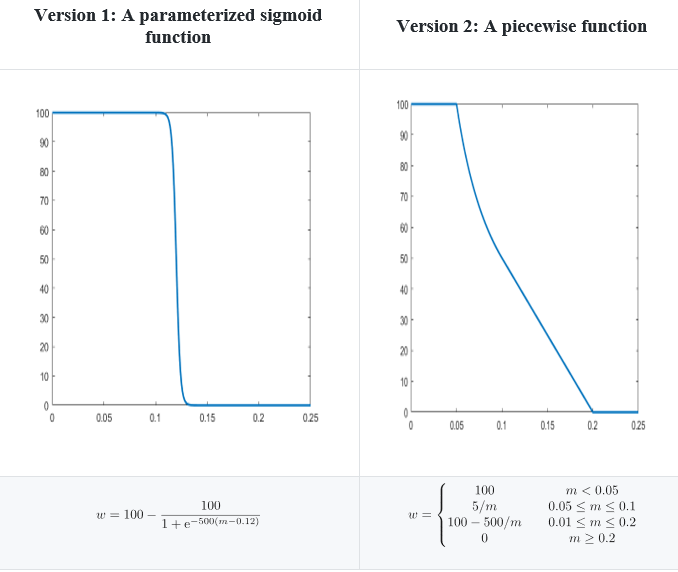 Version 1: A parameterized sigmoid
function
Version 2: A piecewise function
100
90
80
70
60
50
40
30
20
10
0
0 0.05 0.1 0.15 0.2 0.25
100
90
80
70
60
50
40
30
20
10
0
0 0.05 0.1 0.15 0.2 0.25
w = 100 − 100 / (1 + e^−500(m−0.12))
w = {
100 m < 0.05
5/m 0.05 ≤ m ≤ 0.1
100 − 500/m 0.01 ≤ m ≤ 0.2
0 m ≥ 0.2